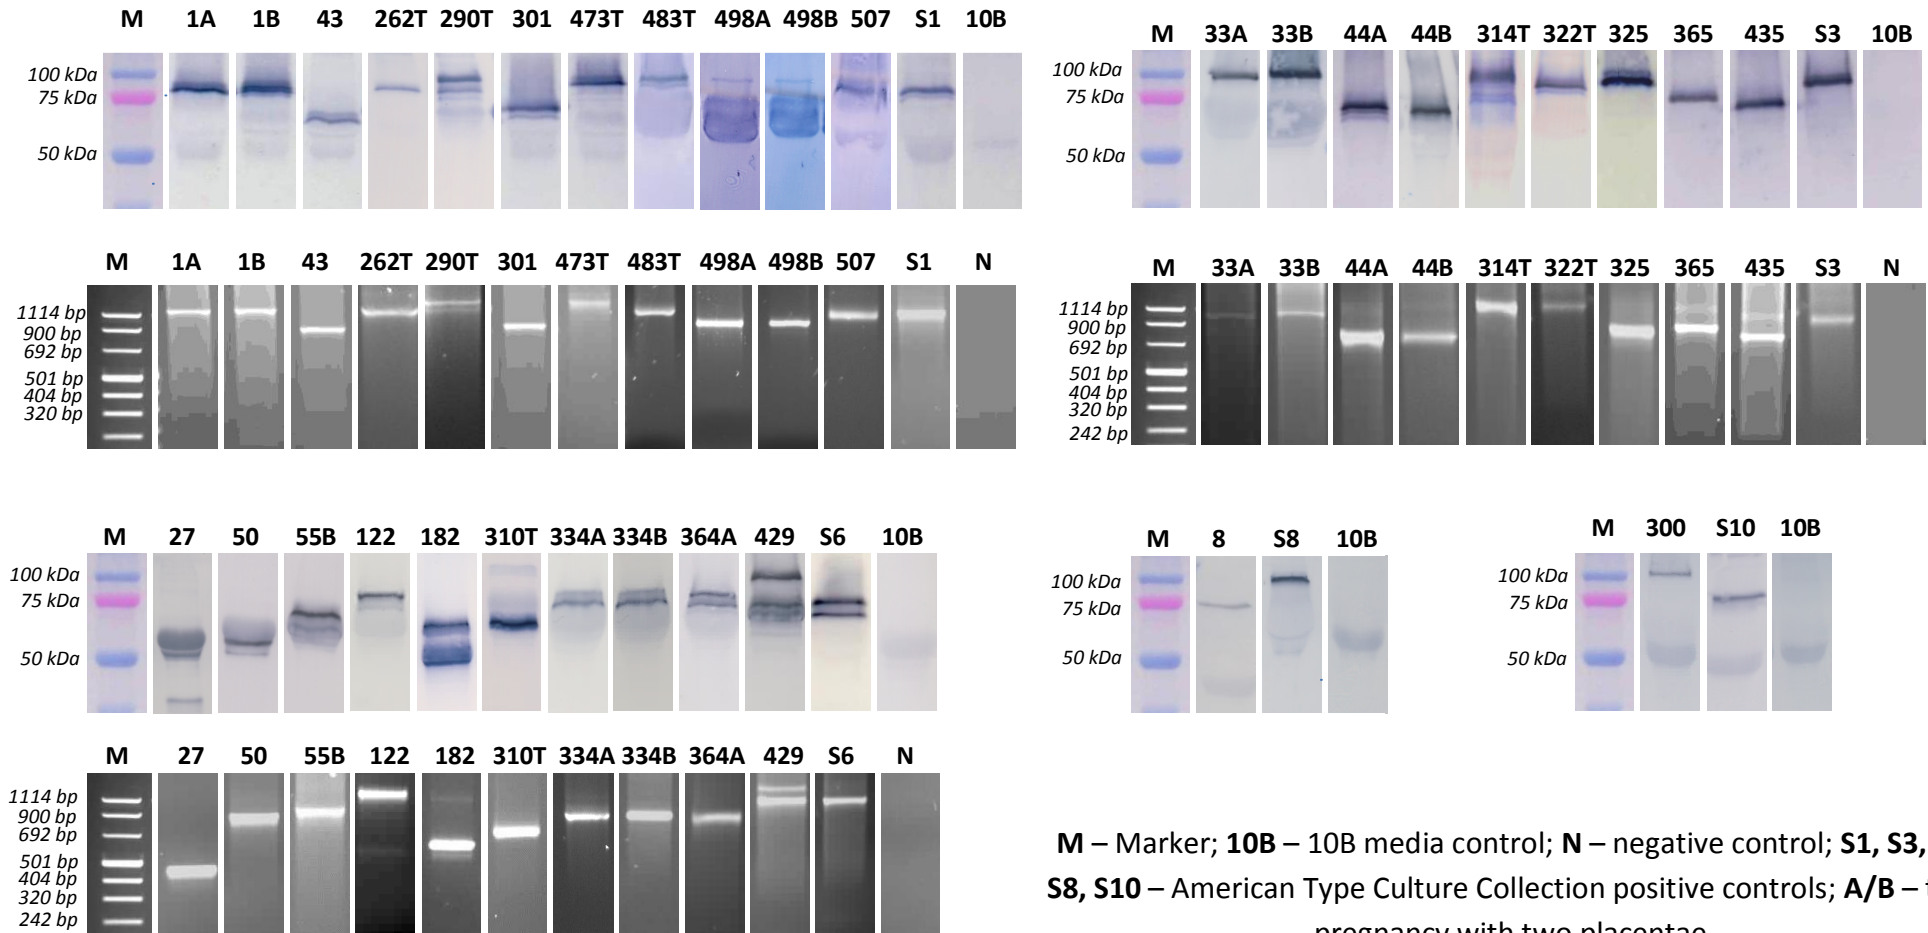 M 1A 1B 43 262T 290T 301 473T 483T 498A 498B 507 S1 10B
100 kDa
75 kDa
50 kDa
M 1A 1B 43 262T 290T 301 473T 483T 498A 498B 507 S1 N
1114 bp
900 bp
692 bp
501 bp
404 bp
320 bp
M 33A 33B 44A 44B 314T 322T 325 365 435 S3 10B
100 kDa
75 kDa
50 kDa
M 33A 33B 44A 44B 314T 322T 325 365 435 S3 N
1114 bp
900 bp
692 bp
501 bp
404 bp
320 bp
242 bp
M 27 50 55B 122 182 310T 334A 334B 364A 429 S6 10B
100 kDa
75 kDa
50 kDa
M 27 50 55B 122 182 310T 334A 334B 364A 429 S6 N
1114 bp
900 bp
692 bp
501 bp
404 bp
320 bp
242 bp
M 8 S8 10B
100 kDa
75 kDa
50 kDa
M 300 S10 10B
100 kDa
75 kDa
50 kDa
M – Marker; 10B – 10B media control; N – negative control; S1, S3,
S8, S10 – American Type Culture Collection positive controls; A/B –
pregnancy with two placentae